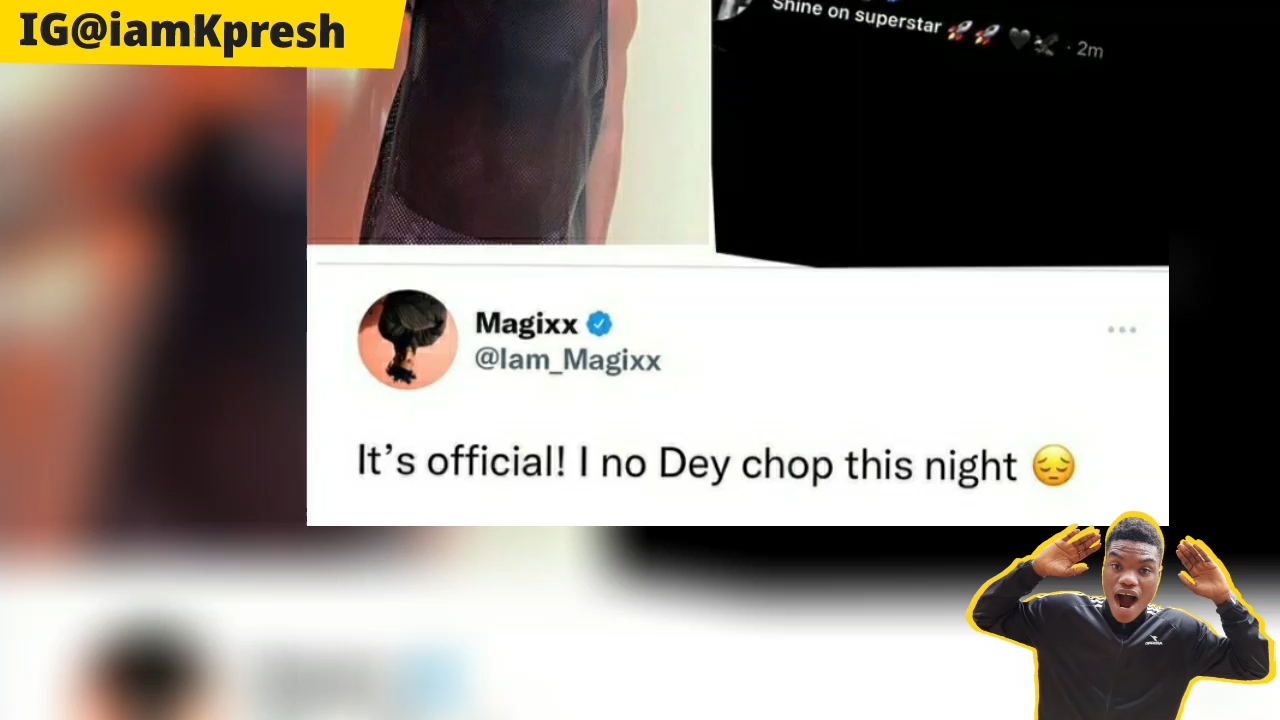 IG@iamKpresh
Shine on superstar 🚀🚀 🖤🕊 · 2m
Magixx
@Iam_Magixx
It's official! I no Dey chop this night 😔